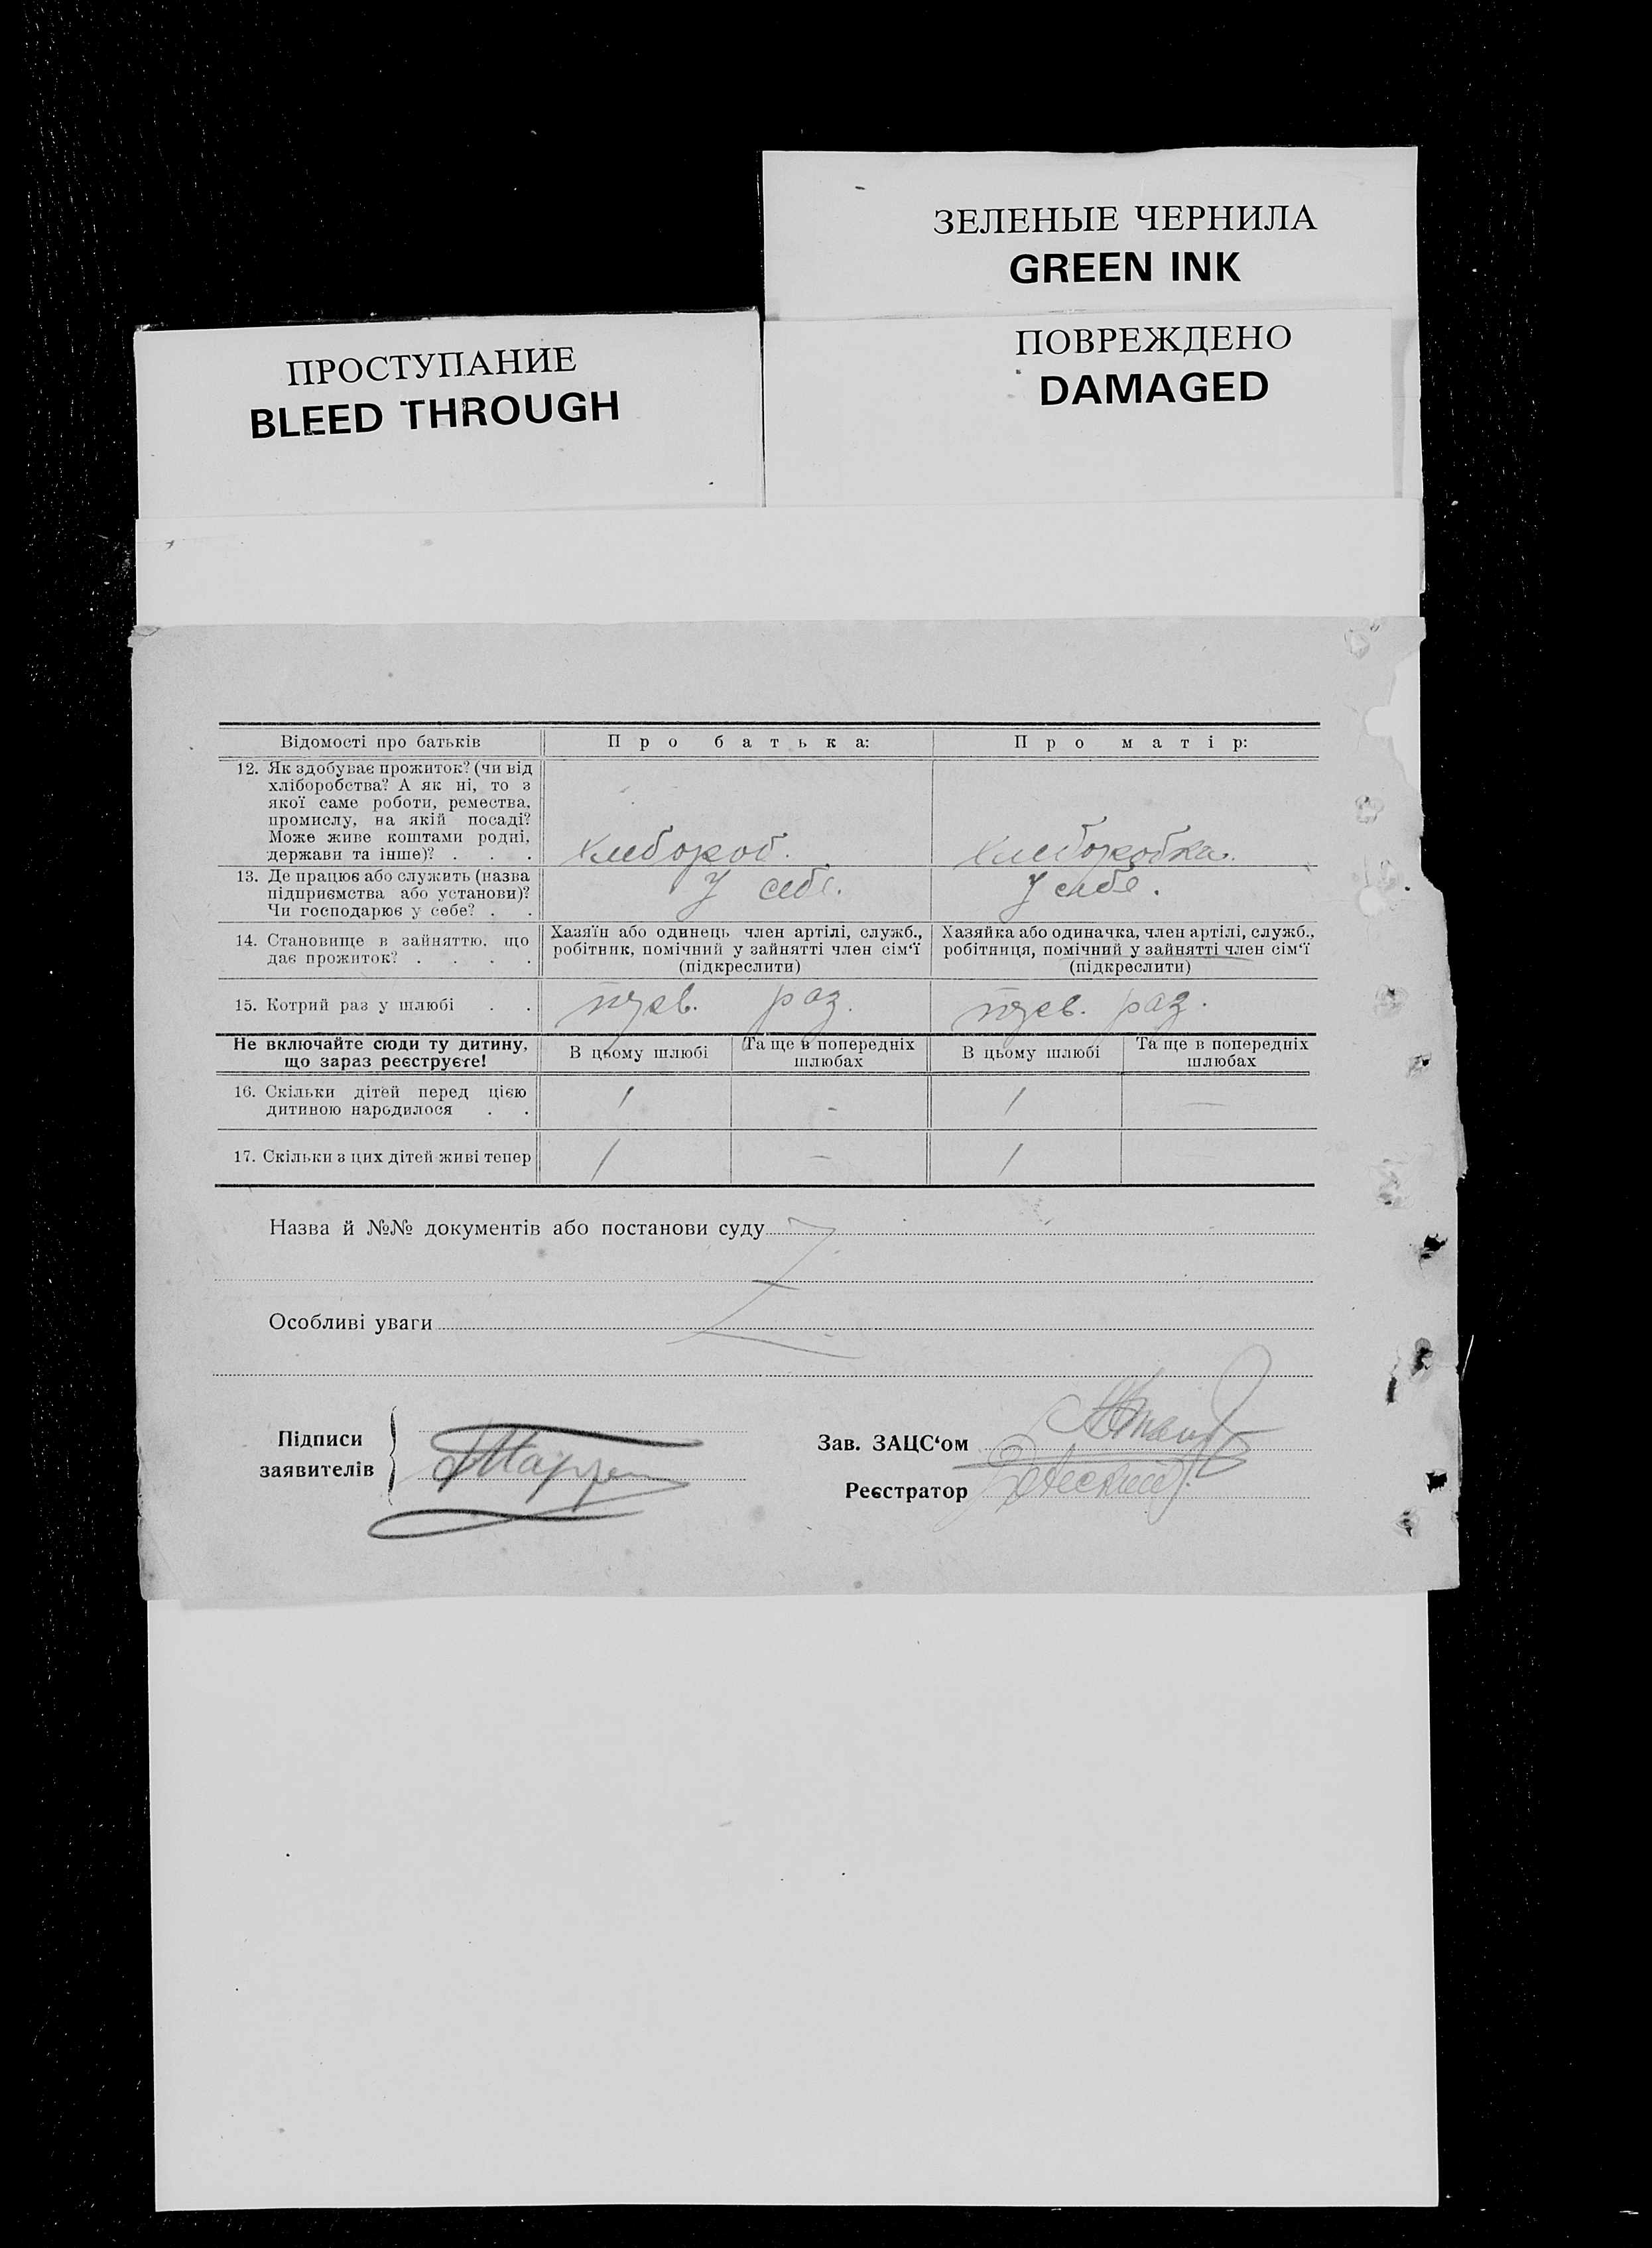 ЗЕЛЕНЫЕ ЧЕРНИЛА
GREEN INK
ПОВРЕЖДЕНО
DAMAGED
ПРОСТУПАНИЕ
BLEED THROUGH
Відомості про батьків
Про батька:
Про матір:
12. Як здобуває прожиток? (чи від
хліборобства? А як ні, то з
якої саме роботи, ремества,
промислу, на якій посаді?
Може живе коштами родні,
держави та інше)? . . .
хлебороб.
хлеборобка.
13. Де працює або служить (назва
підприємства або установи)?
Чи господарює у себе? . .
У себе.
У себе.
14. Становище в зайняттю, що
дає прожиток? . . . .
Хазяїн або одинець член артілі, служб.,
робітник, помічний у зайнятті член сім‘ї
(підкреслити)
Хазяйка або одиначка, член артілі, служб.,
робітниця, помічний у зайнятті член сім‘ї
(підкреслити)
15. Котрий раз у шлюбі . .
раз.
раз.
Не включайте сюди ту дитину,
що зараз реєструєте!
В цьому шлюбі
Та ще в попередніх
шлюбах
В цьому шлюбі
Та ще в попередніх
шлюбах
16. Скільки дітей перед цією
дитиною народилося . .
1
-
1
—
17. Скільки з цих дітей живі тепер
1
—
1
Назва й №№ документів або постанови суду
Особливі уваги
Підписи
заявителів
Зав. ЗАЦС‘ом
Реєстратор